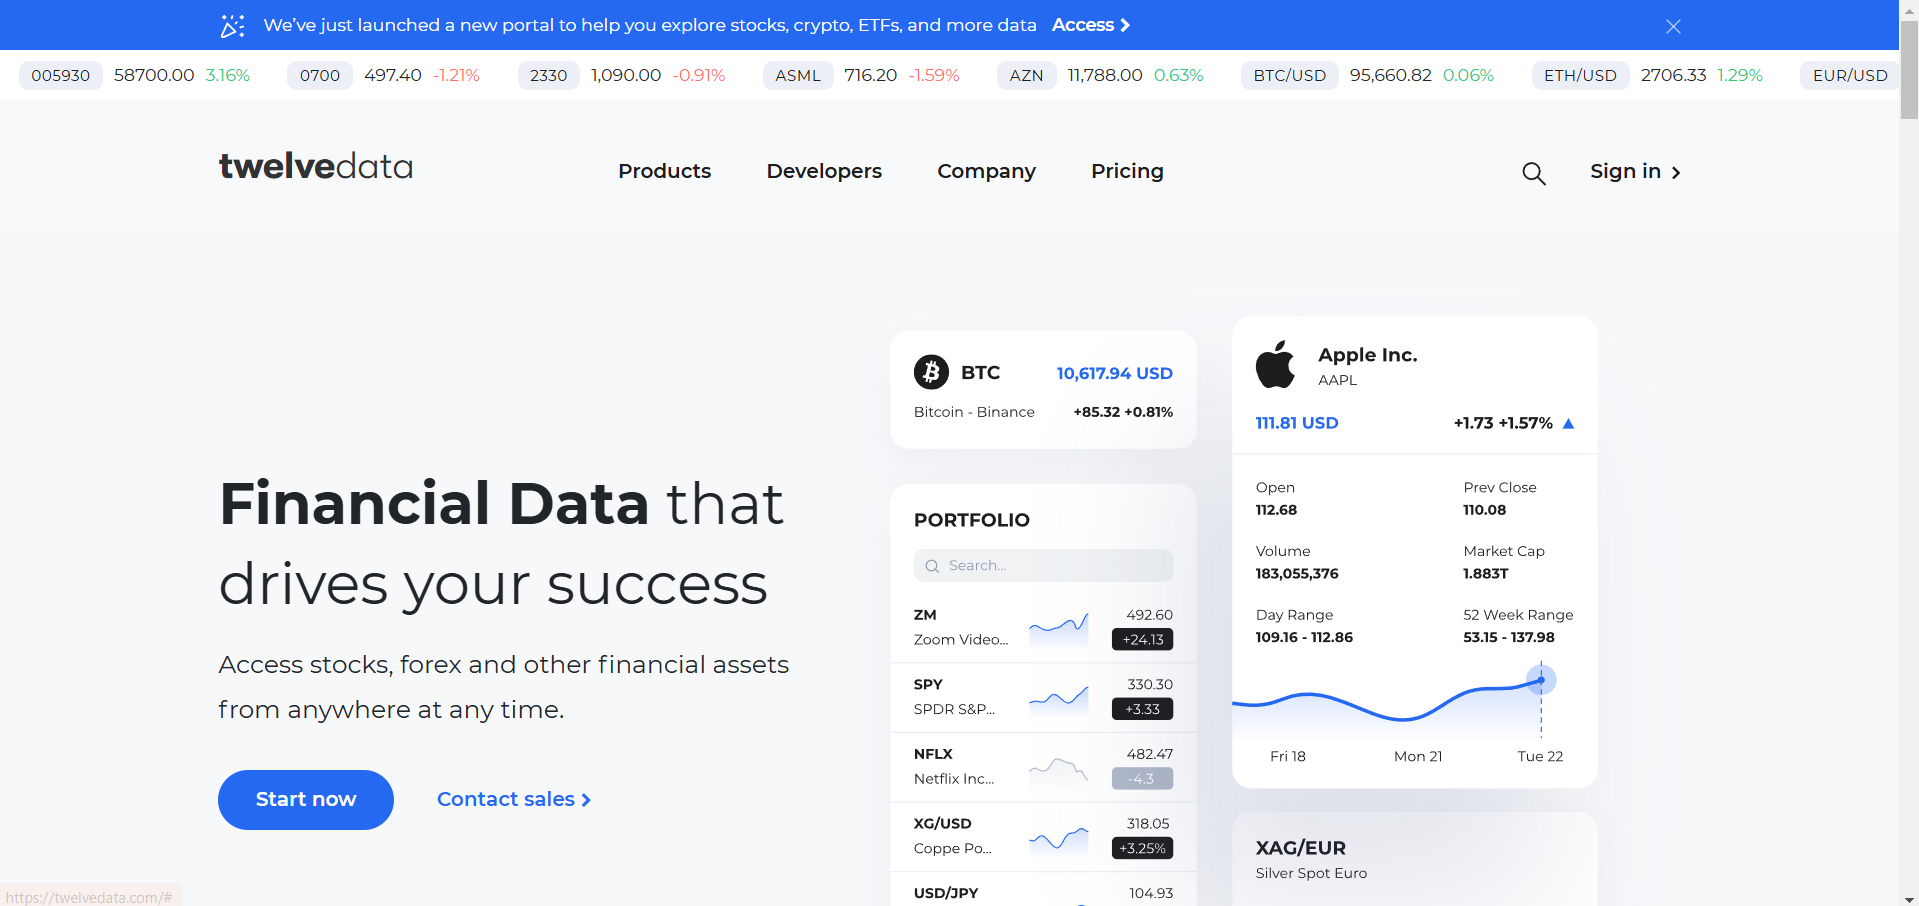 We've just launched a new portal to help you explore stocks, crypto, ETFs, and more data Access
005930 58700.00 3.16% 0700 497.40 -1.21% 2330 1,090.00 -0.91% ASML 716.20 -1.59% AZN 11,788.00 0.63% BTC/USD 95,660.82 0.06% ETH/USD 2706.33 1.29% EUR/USD
twelvedata
Products Developers Company Pricing
Sign in
Financial Data that
drives your success
Access stocks, forex and other financial assets
from anywhere at any time.
Start now Contact sales
BTC 10,617.94 USD
Bitcoin - Binance +85.32 +0.81%
PORTFOLIO
Search...
ZM 492.60
Zoom Video... +24.13
SPY 330.30
SPDR S&P... +3.33
NFLX 482.47
Netflix Inc... -4.3
XG/USD 318.05
Coppe Po... +3.25%
USD/JPY 104.93
Apple Inc.
AAPL
111.81 USD +1.73 +1.57%
Open Prev Close
112.68 110.08
Volume Market Cap
183,055,376 1.883T
Day Range 52 Week Range
109.16 - 112.86 53.15 - 137.98
Fri 18 Mon 21 Tue 22
XAG/EUR
Silver Spot Euro
https://twelvedata.com/#